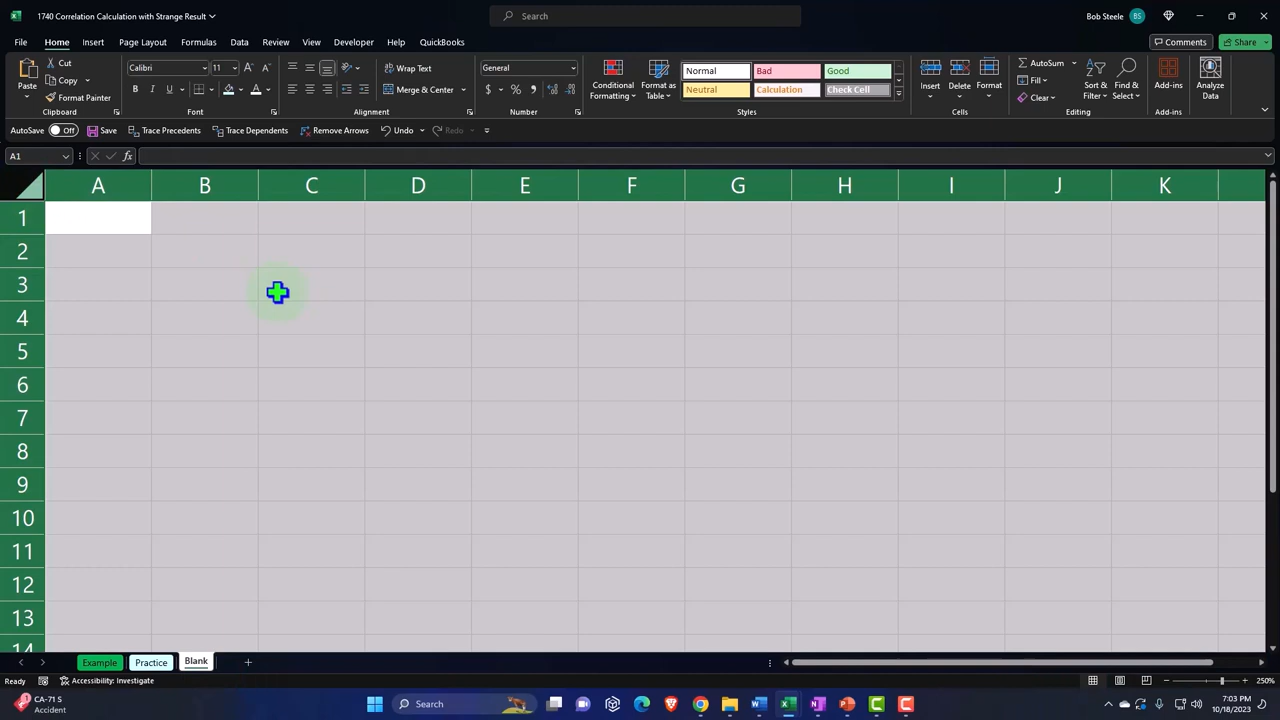 1740 Correlation Calculation with Strange Result
Search
Bob Steele BS
File Home Insert Page Layout Formulas Data Review View Developer Help QuickBooks
Comments Share
Paste
Cut
Copy
Format Painter
Clipboard
Calibri 11
Font
Wrap Text
Merge & Center
Alignment
General
Number
Conditional Formatting
Format as Table
Normal Bad Good
Neutral Calculation Check Cell
Styles
Insert Delete Format
Cells
AutoSum
Fill
Clear
Sort & Filter
Find & Select
Editing
Add-ins
Add-ins
Analyze Data
AutoSave Off Save Trace Precedents Trace Dependents Remove Arrows Undo Redo
A1 fx
A B C D E F G H I J K
1
2
3
4
5
6
7
8
9
10
11
12
13
14
Example Practice Blank
Ready Accessibility: Investigate 250%
CA-71 S
Accident
Search
7:03 PM
10/18/2023